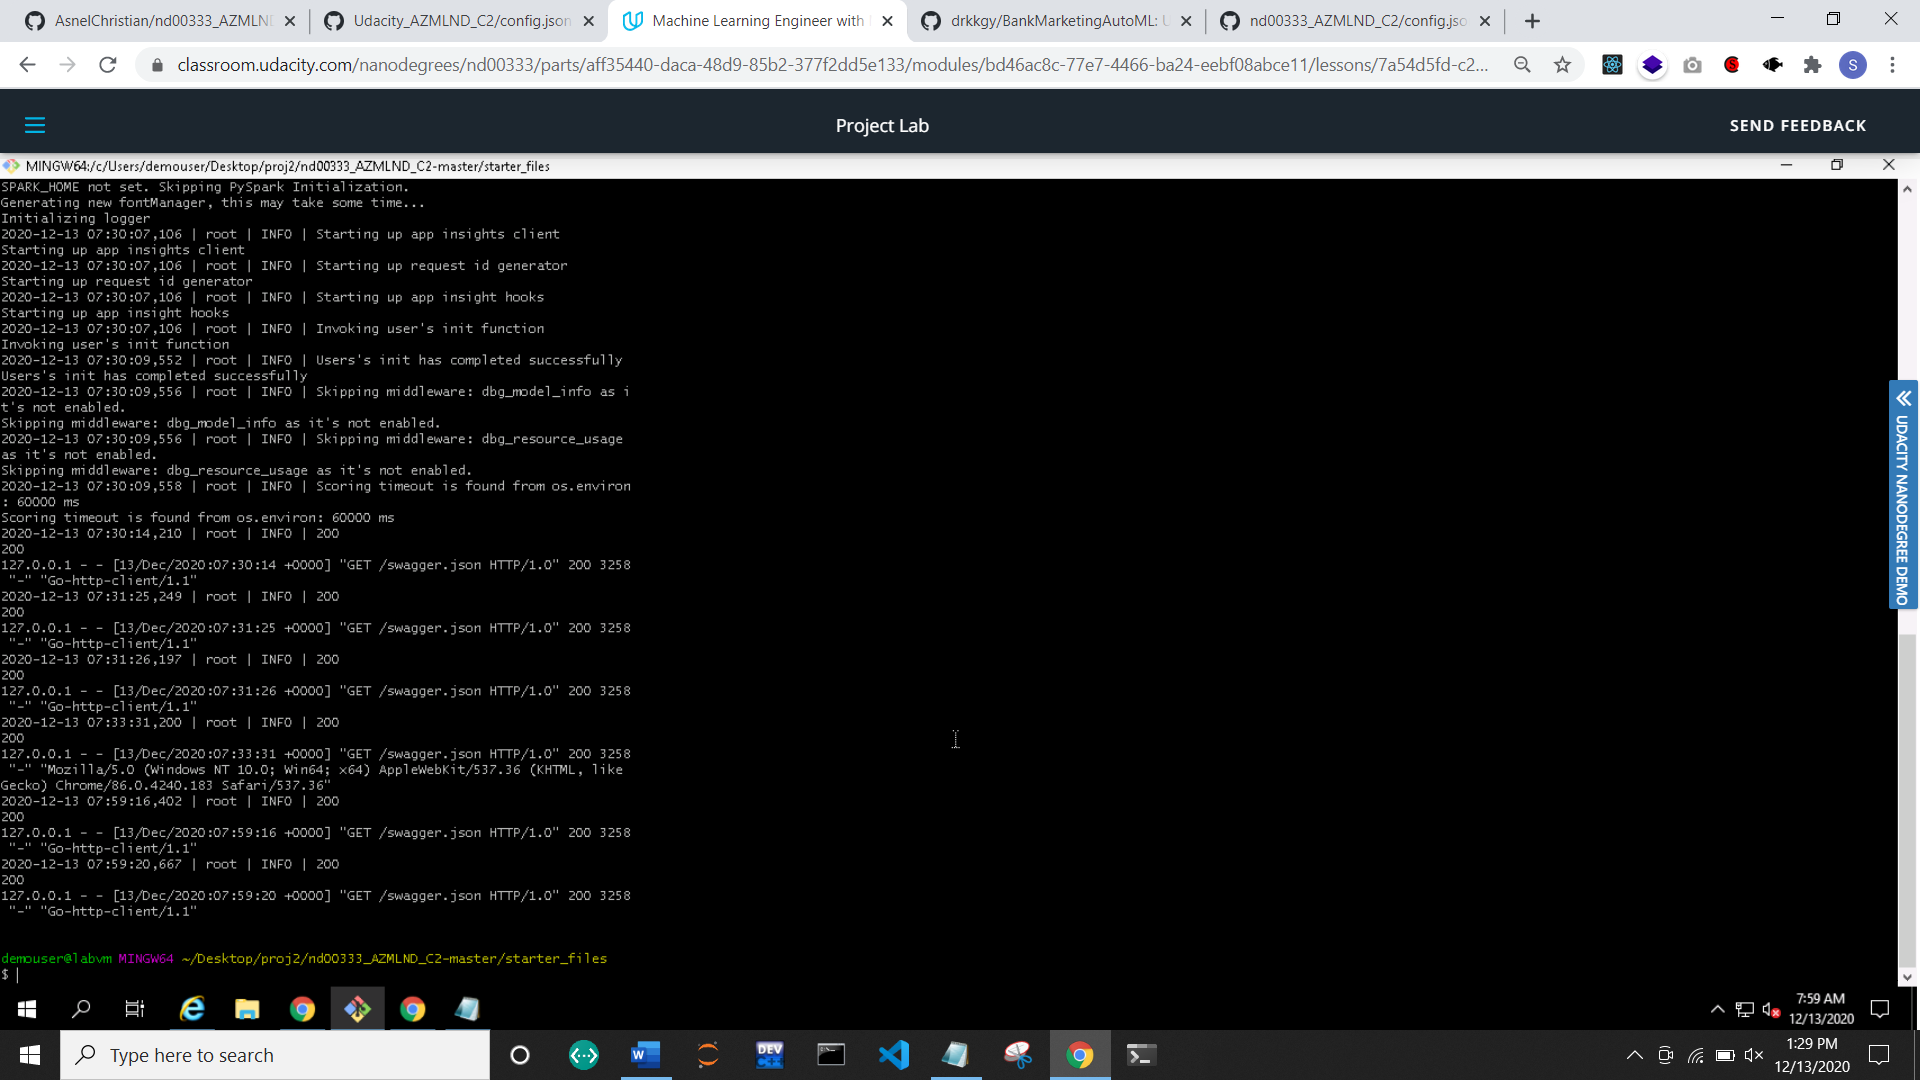 AsnelChristian/nd00333_AZMLND
Udacity_AZMLND_C2/config.json
Machine Learning Engineer with
drkkgy/BankMarketingAutoML: U
nd00333_AZMLND_C2/config.jso
classroom.udacity.com/nanodegrees/nd00333/parts/aff35440-daca-48d9-85b2-377f2dd5e133/modules/bd46ac8c-77e7-4466-ba24-eebf08abce11/lessons/7a54d5fd-c2...
S
Project Lab
SEND FEEDBACK
MINGW64:/c/Users/demouser/Desktop/proj2/nd00333_AZMLND_C2-master/starter_files
SPARK_HOME not set. Skipping PySpark Initialization.
Generating new fontManager, this may take some time...
Initializing logger
2020-12-13 07:30:07,106 | root | INFO | Starting up app insights client
Starting up app insights client
2020-12-13 07:30:07,106 | root | INFO | Starting up request id generator
Starting up request id generator
2020-12-13 07:30:07,106 | root | INFO | Starting up app insight hooks
Starting up app insight hooks
2020-12-13 07:30:07,106 | root | INFO | Invoking user's init function
Invoking user's init function
2020-12-13 07:30:09,552 | root | INFO | Users's init has completed successfully
Users's init has completed successfully
2020-12-13 07:30:09,556 | root | INFO | Skipping middleware: dbg_model_info as i
t's not enabled.
Skipping middleware: dbg_model_info as it's not enabled.
2020-12-13 07:30:09,556 | root | INFO | Skipping middleware: dbg_resource_usage
as it's not enabled.
Skipping middleware: dbg_resource_usage as it's not enabled.
2020-12-13 07:30:09,558 | root | INFO | Scoring timeout is found from os.environ
: 60000 ms
Scoring timeout is found from os.environ: 60000 ms
2020-12-13 07:30:14,210 | root | INFO | 200
200
127.0.0.1 - - [13/Dec/2020:07:30:14 +0000] "GET /swagger.json HTTP/1.0" 200 3258
"-" "Go-http-client/1.1"
2020-12-13 07:31:25,249 | root | INFO | 200
200
127.0.0.1 - - [13/Dec/2020:07:31:25 +0000] "GET /swagger.json HTTP/1.0" 200 3258
"-" "Go-http-client/1.1"
2020-12-13 07:31:26,197 | root | INFO | 200
200
127.0.0.1 - - [13/Dec/2020:07:31:26 +0000] "GET /swagger.json HTTP/1.0" 200 3258
"-" "Go-http-client/1.1"
2020-12-13 07:33:31,200 | root | INFO | 200
200
127.0.0.1 - - [13/Dec/2020:07:33:31 +0000] "GET /swagger.json HTTP/1.0" 200 3258
"-" "Mozilla/5.0 (Windows NT 10.0; Win64; x64) AppleWebKit/537.36 (KHTML, like
Gecko) Chrome/86.0.4240.183 Safari/537.36"
2020-12-13 07:59:16,402 | root | INFO | 200
200
127.0.0.1 - - [13/Dec/2020:07:59:16 +0000] "GET /swagger.json HTTP/1.0" 200 3258
"-" "Go-http-client/1.1"
2020-12-13 07:59:20,667 | root | INFO | 200
200
127.0.0.1 - - [13/Dec/2020:07:59:20 +0000] "GET /swagger.json HTTP/1.0" 200 3258
"-" "Go-http-client/1.1"
demouser@labvm MINGW64 ~/Desktop/proj2/nd00333_AZMLND_C2-master/starter_files
$
UDACITY NANODEGREE DEMO
7:59 AM
12/13/2020
Type here to search
DEV
1:29 PM
12/13/2020